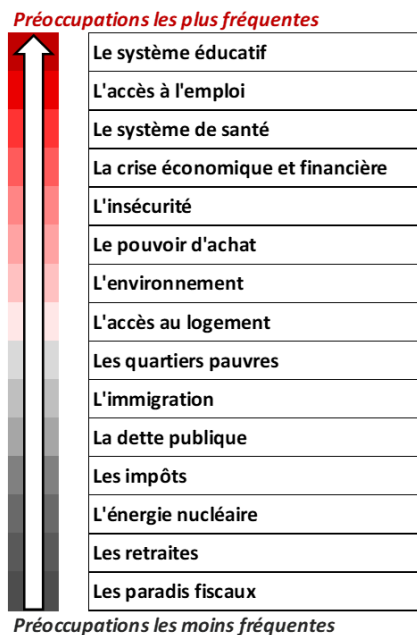 Préoccupations les plus fréquentes
Le système éducatif
L'accès à l'emploi
Le système de santé
La crise économique et financière
L'insécurité
Le pouvoir d'achat
L'environnement
L'accès au logement
Les quartiers pauvres
L'immigration
La dette publique
Les impôts
L'énergie nucléaire
Les retraites
Les paradis fiscaux
Préoccupations les moins fréquentes